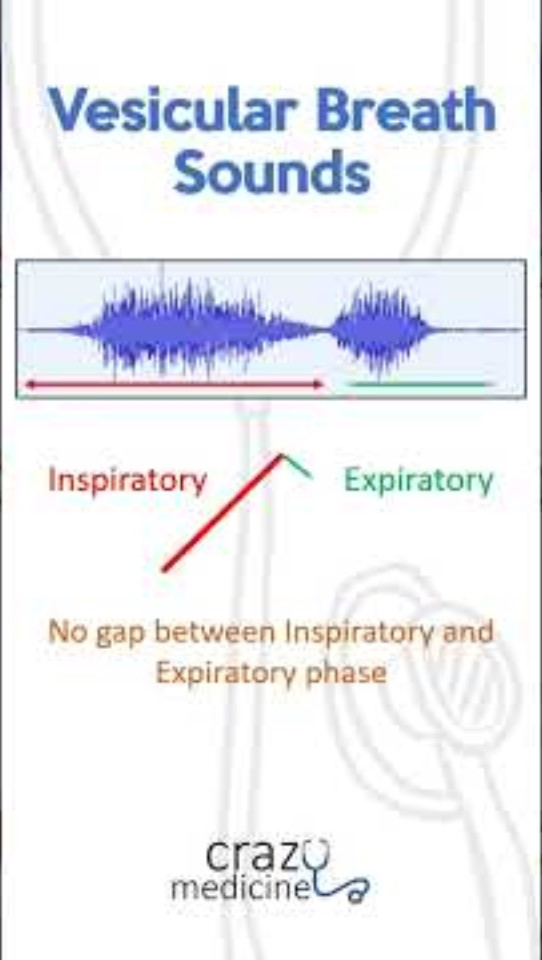 Vesicular Breath
Sounds
Inspiratory
Expiratory
No gap between Inspiratory and
Expiratory phase
crazy
medicine